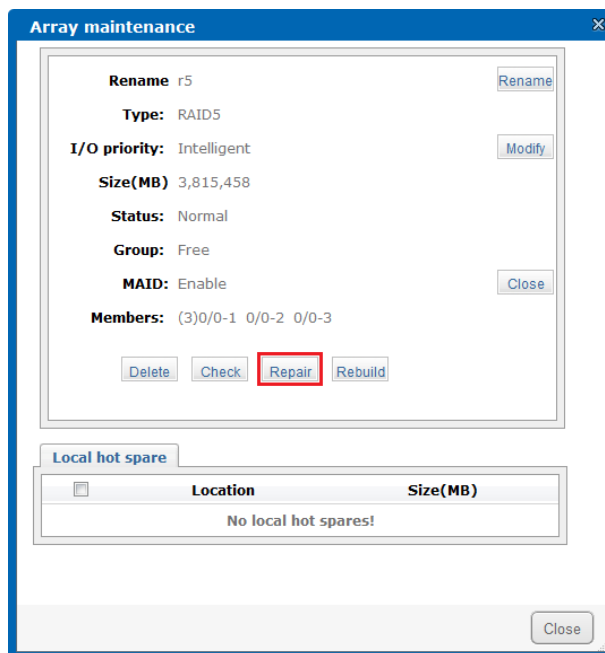 Array maintenance
Rename r5 Rename
Type: RAID5
I/O priority: Intelligent Modify
Size(MB) 3,815,458
Status: Normal
Group: Free
MAID: Enable Close
Members: (3)0/0-1 0/0-2 0/0-3
Delete Check Repair Rebuild
Local hot spare
Location Size(MB)
No local hot spares!
Close